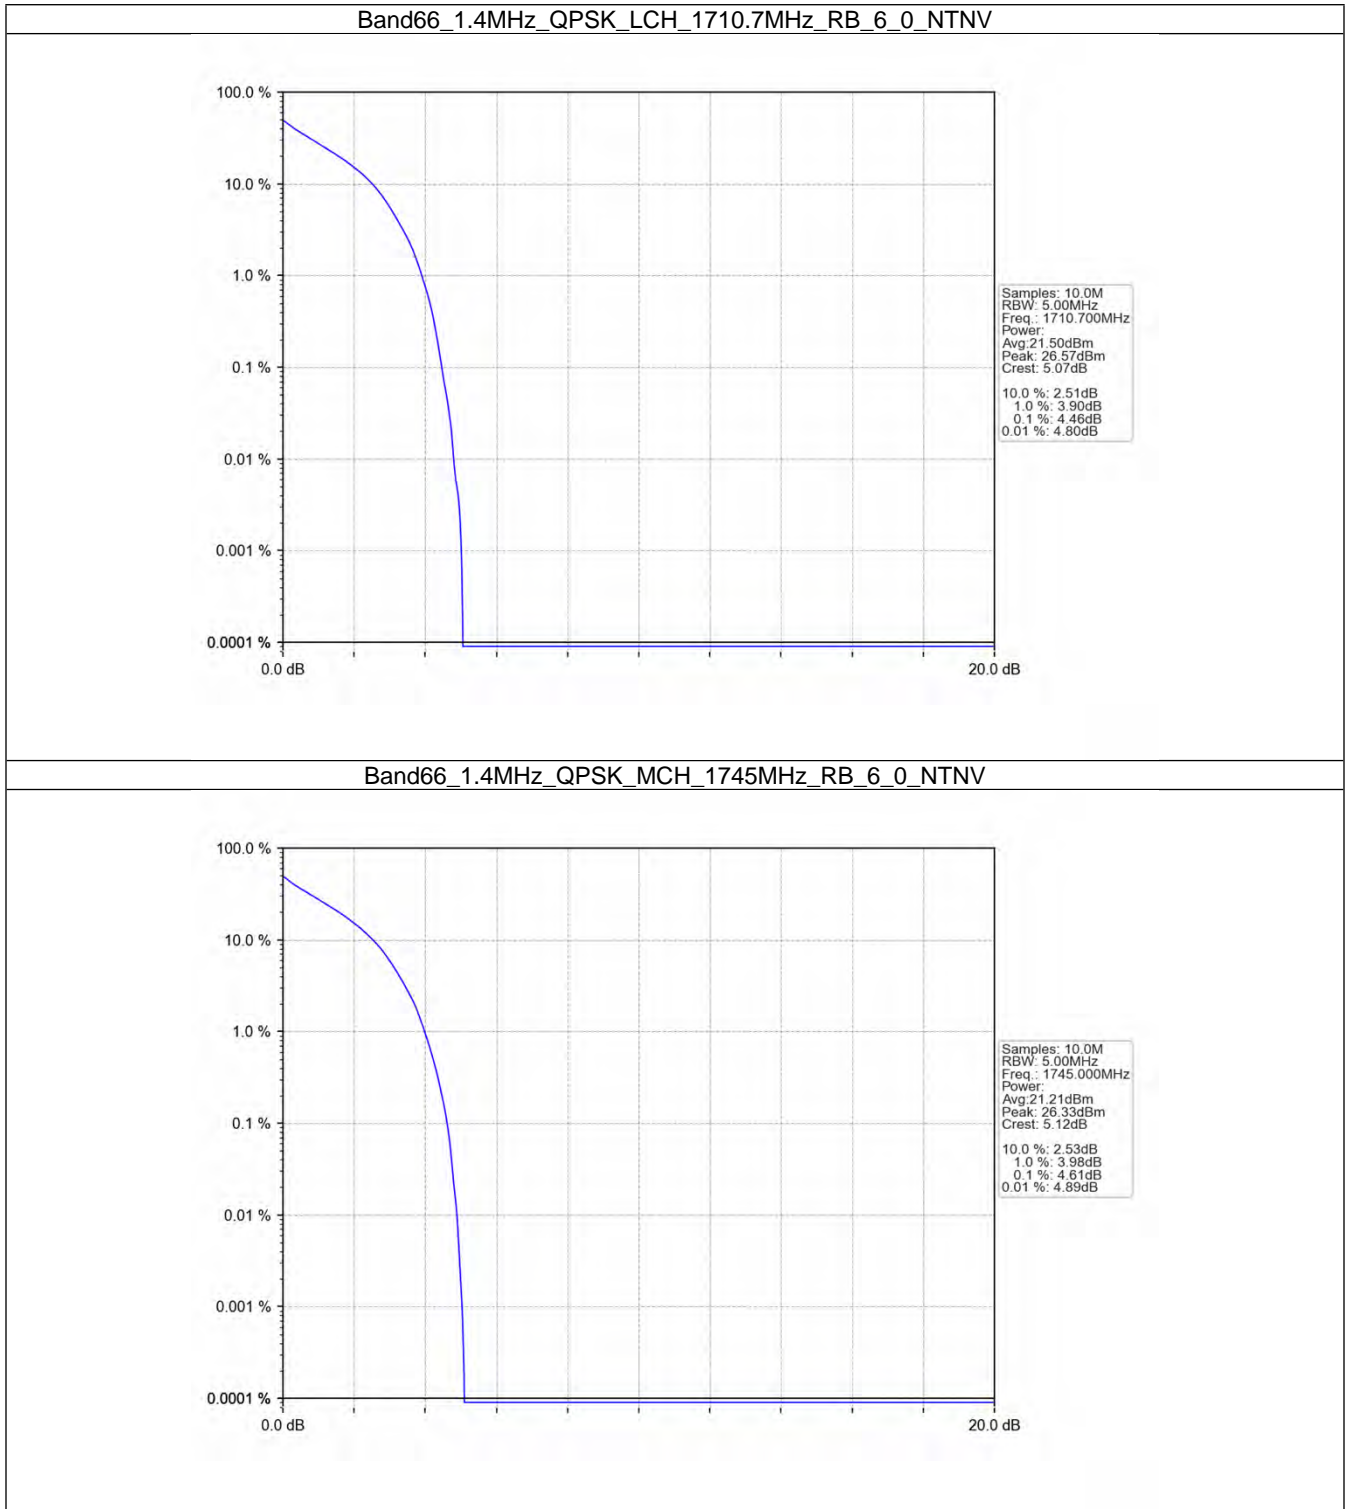 Band66_1.4MHz_QPSK_LCH_1710.7MHz_RB_6_0_NTNV
100.0 %
10.0 %
1.0 %
0.1 %
0.01 %
0.001 %
0.0001 %
0.0 dB
20.0 dB
Samples: 10.0M
RBW: 5.00MHz
Freq.: 1710.700MHz
Power:
Avg:21.50dBm
Peak: 26.57dBm
Crest: 5.07dB
10.0 %: 2.51dB
1.0 %: 3.90dB
0.1 %: 4.46dB
0.01 %: 4.80dB
Band66_1.4MHz_QPSK_MCH_1745MHz_RB_6_0_NTNV
100.0 %
10.0 %
1.0 %
0.1 %
0.01 %
0.001 %
0.0001 %
0.0 dB
20.0 dB
Samples: 10.0M
RBW: 5.00MHz
Freq.: 1745.000MHz
Power:
Avg:21.21dBm
Peak: 26.33dBm
Crest: 5.12dB
10.0 %: 2.53dB
1.0 %: 3.98dB
0.1 %: 4.61dB
0.01 %: 4.89dB